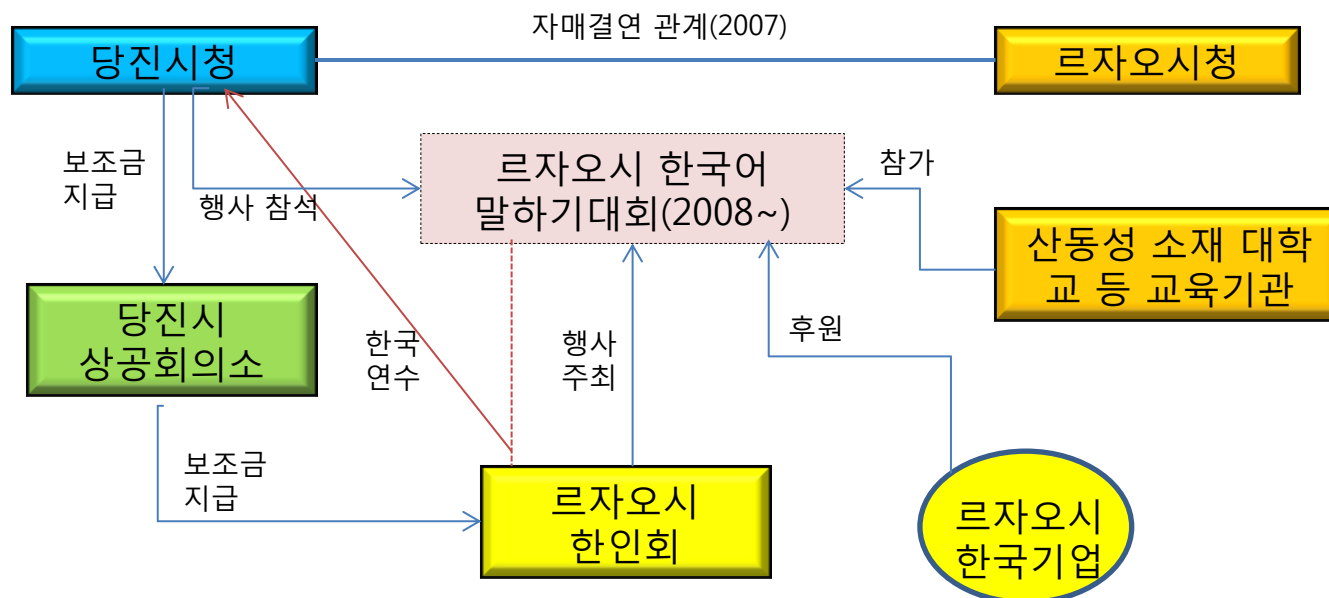 자매결연 관계(2007)
당진시청
르자오시청
보조금
지급
행사 참석
르자오시 한국어
말하기대회(2008~)
참가
산동성 소재 대학
교 등 교육기관
당진시
상공회의소
한국
연수
행사
주최
후원
보조금
지급
르자오시
한인회
르자오시
한국기업